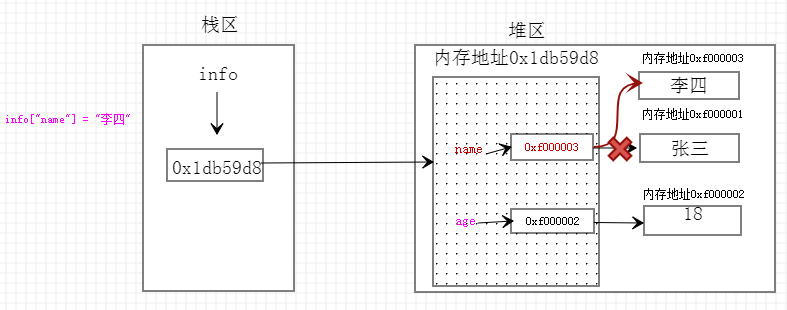 栈区
info
info["name"] = "李四"
0x1db59d8
堆区
内存地址0x1db59d8
name
0xf000003
age
0xf000002
内存地址0xf000003
李四
内存地址0xf000001
张三
内存地址0xf000002
18